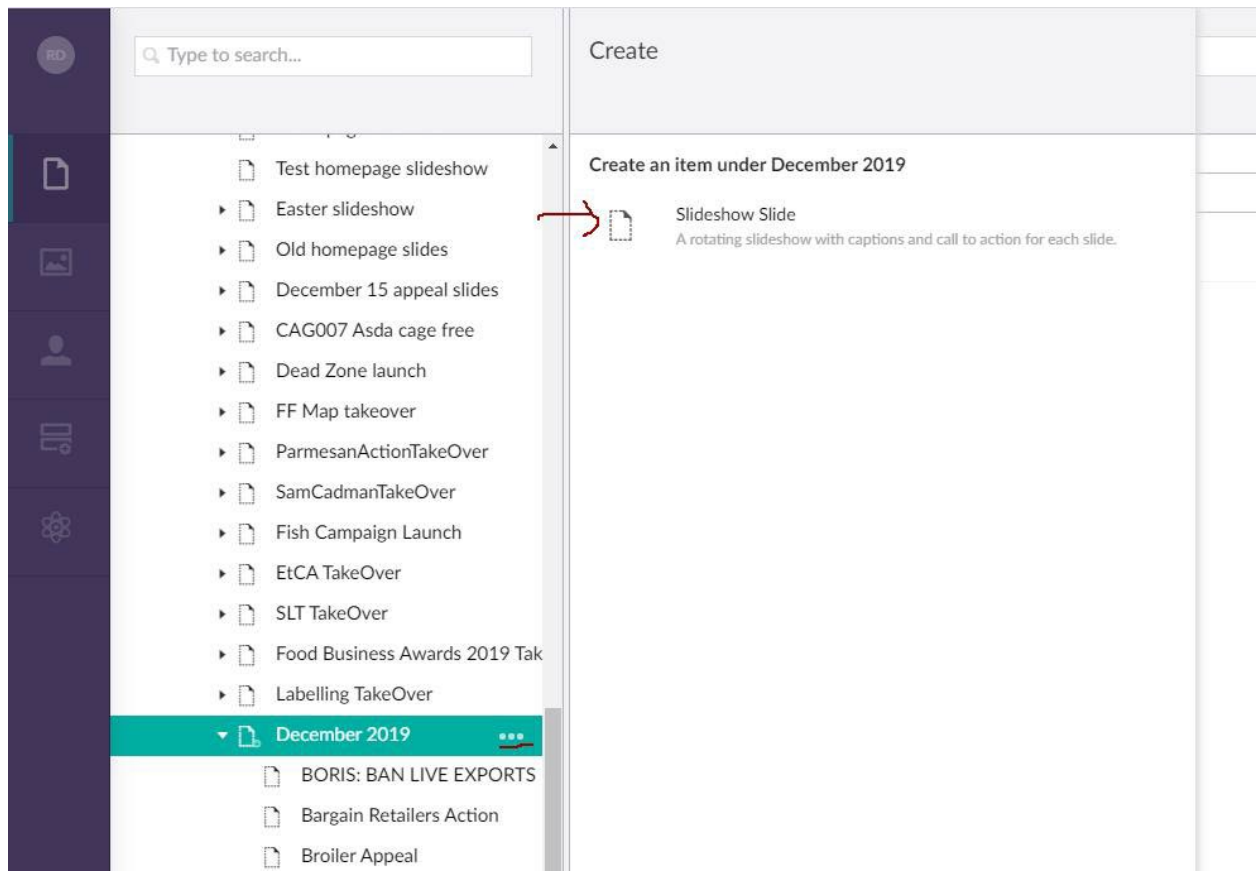 RD
Type to search...
Test homepage slideshow
Easter slideshow
Old homepage slides
December 15 appeal slides
CAG007 Asda cage free
Dead Zone launch
FF Map takeover
ParmesanActionTakeOver
SamCadmanTakeOver
Fish Campaign Launch
EtCA TakeOver
SLT TakeOver
Food Business Awards 2019 Tak
Labelling TakeOver
December 2019
BORIS: BAN LIVE EXPORTS
Bargain Retailers Action
Broiler Appeal
Create
Create an item under December 2019
Slideshow Slide
A rotating slideshow with captions and call to action for each slide.